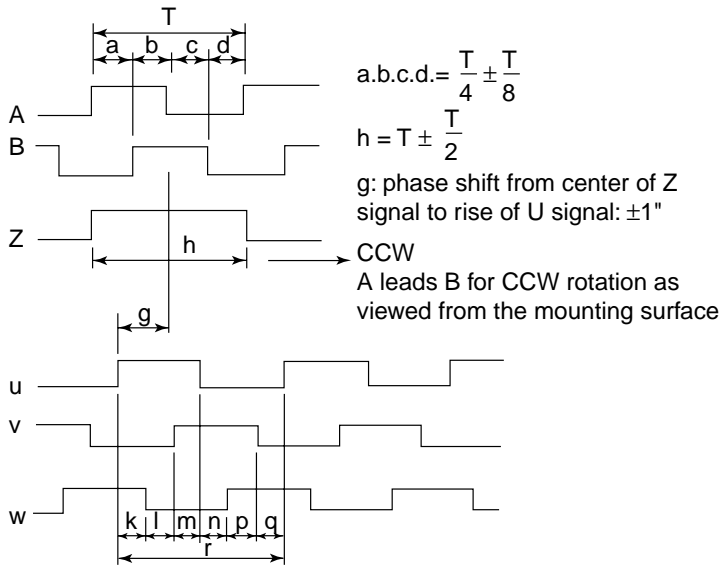 T
a b c d
A
B
Z
h
g
a.b.c.d.= T/4 ± T/8
h = T ± T/2
g: phase shift from center of Z
signal to rise of U signal: ±1"
CCW
A leads B for CCW rotation as
viewed from the mounting surface
u
v
w
k l m n p q
r